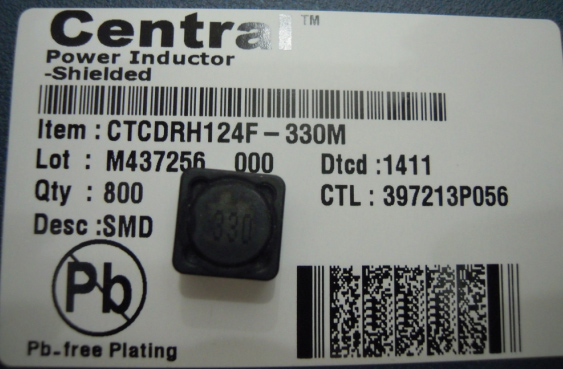 Central™
Power Inductor
-Shielded
Item : CTCDRH124F-330M
Lot : M437256 000
Dtcd :1411
Qty : 800
CTL : 397213P056
Desc :SMD
330
Pb
Pb-free Plating